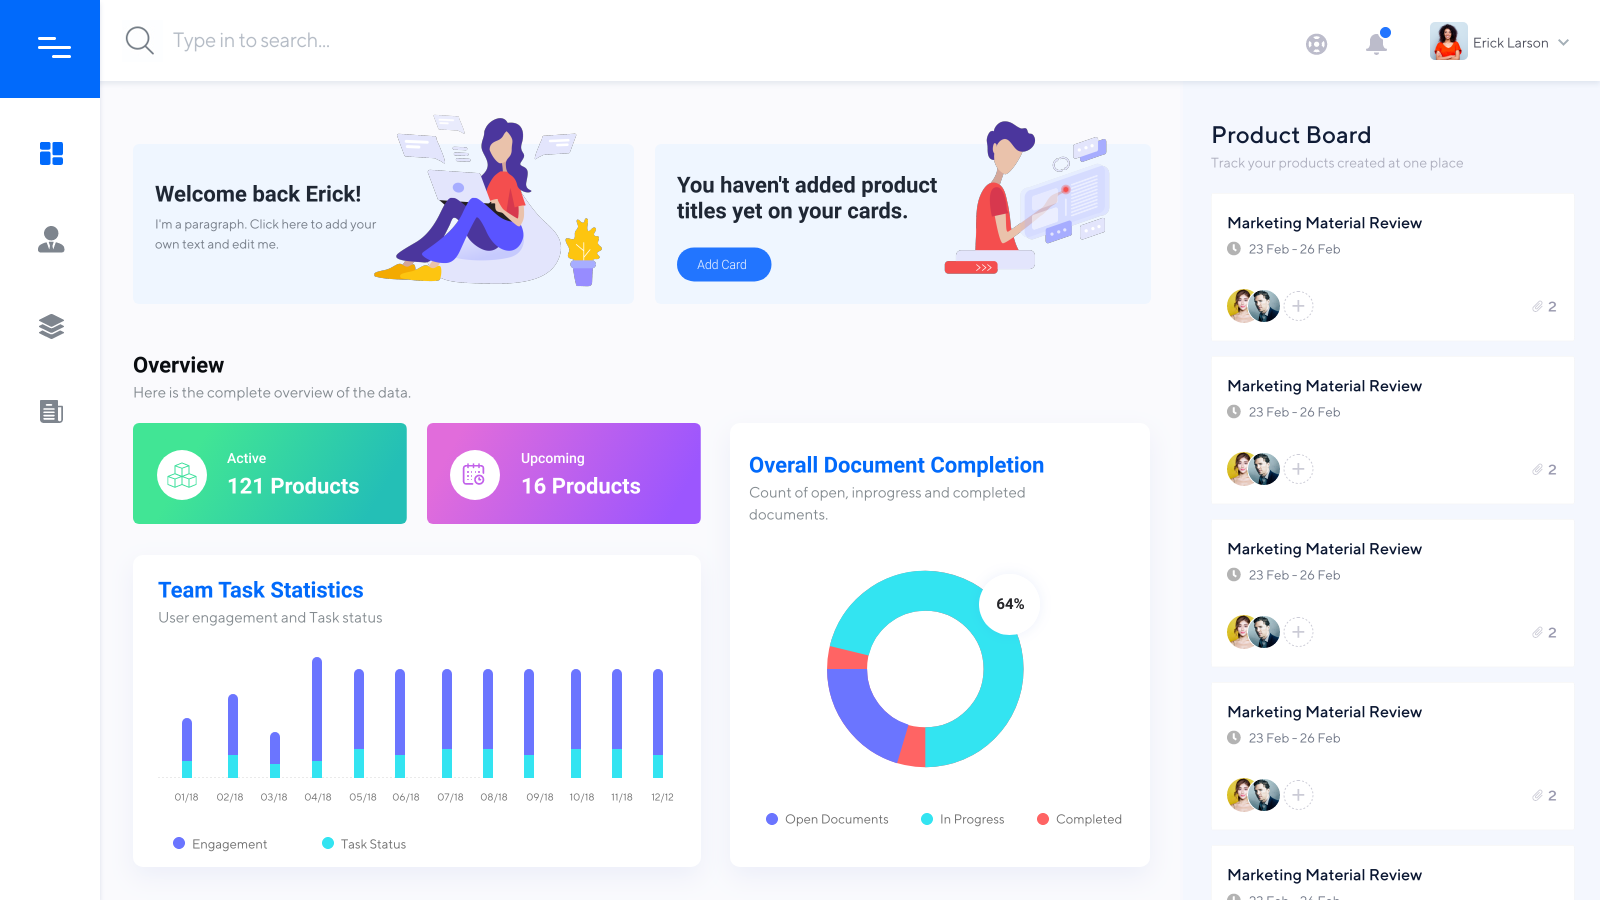 Type in to search...
Erick Larson
Welcome back Erick!
I'm a paragraph. Click here to add your
own text and edit me.
You haven't added product
titles yet on your cards.
Add Card
>>>
Overview
Here is the complete overview of the data.
Active
121 Products
Upcoming
16 Products
Team Task Statistics
User engagement and Task status
01/18 02/18 03/18 04/18 05/18 06/18 07/18 08/18 09/18 10/18 11/18 12/12
Engagement Task Status
Overall Document Completion
Count of open, inprogress and completed
documents.
64%
Open Documents In Progress Completed
Product Board
Track your products created at one place
Marketing Material Review
23 Feb - 26 Feb
2
Marketing Material Review
23 Feb - 26 Feb
2
Marketing Material Review
23 Feb - 26 Feb
2
Marketing Material Review
23 Feb - 26 Feb
2
Marketing Material Review
23 Feb - 26 Feb